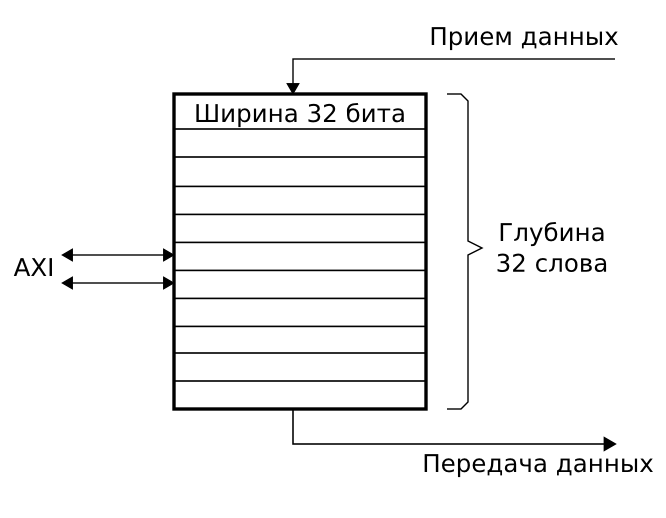 Прием данных
Ширина 32 бита
Глубина
32 слова
AXI
Передача данных